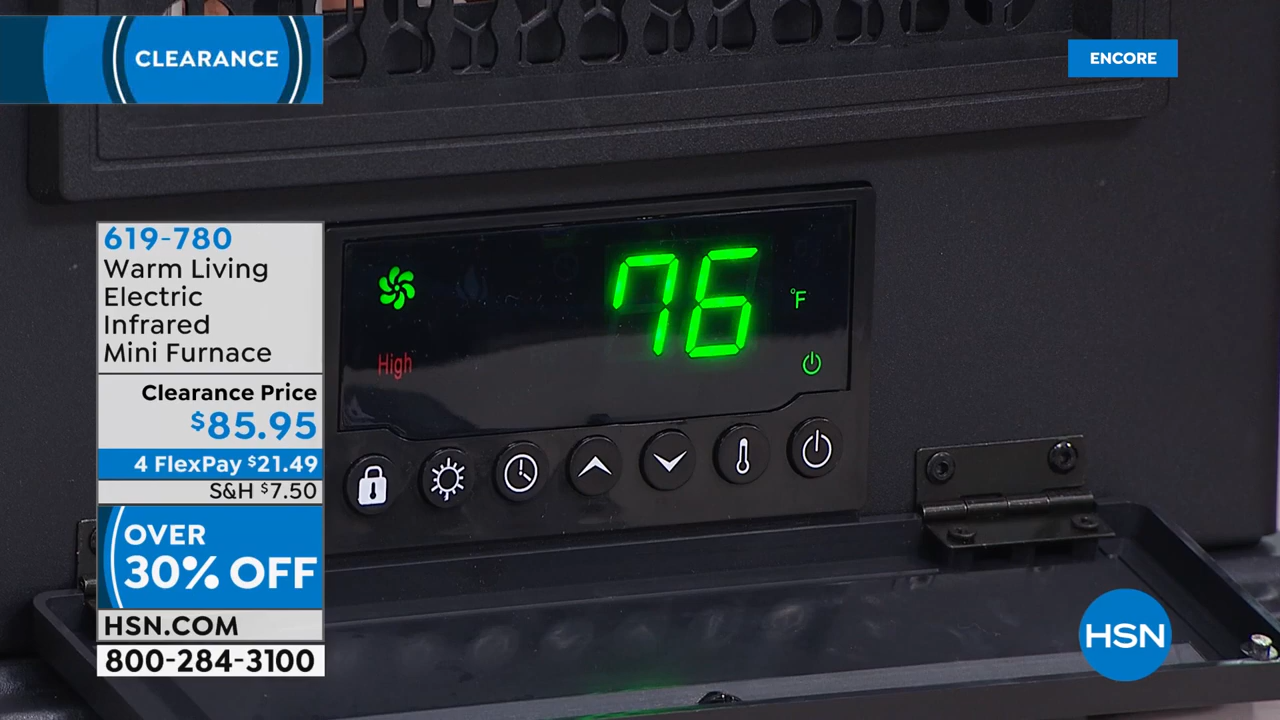 CLEARANCE
ENCORE
619-780
Warm Living
Electric
Infrared
Mini Furnace
Clearance Price
$85.95
4 FlexPay $21.49
S&H $7.50
OVER
30% OFF
HSN.COM
800-284-3100
76
°F
High
HSN